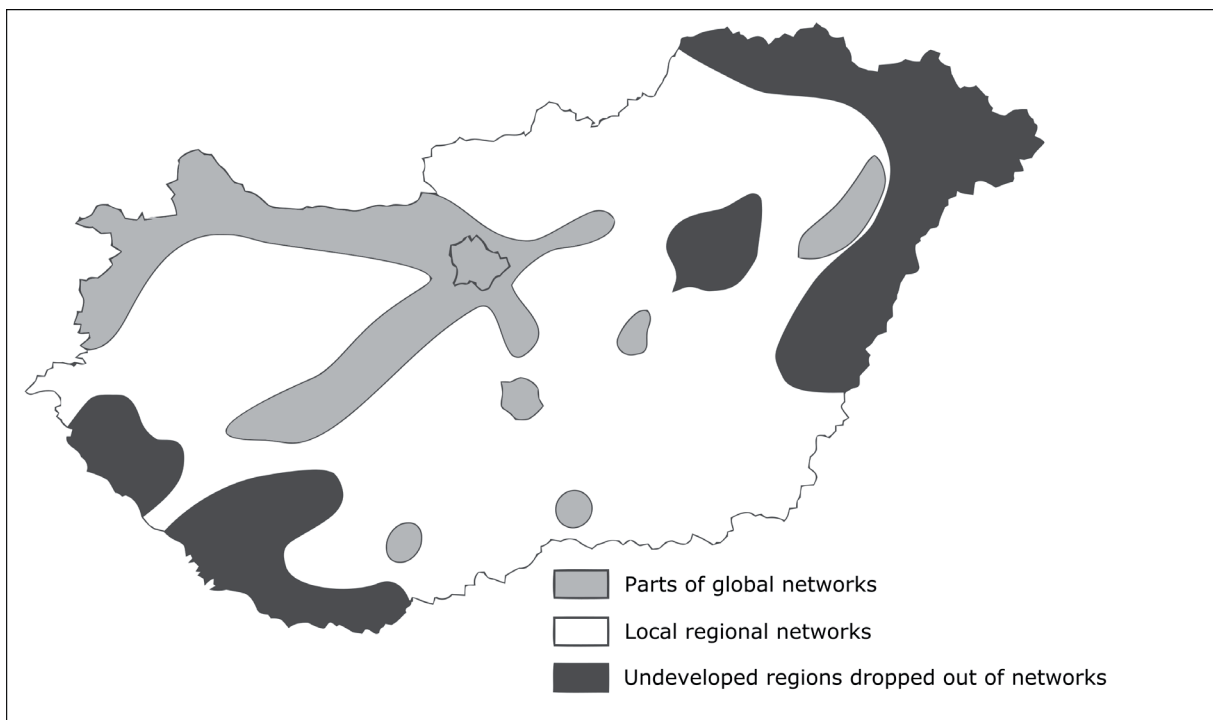 Parts of global networks
Local regional networks
Undeveloped regions dropped out of networks